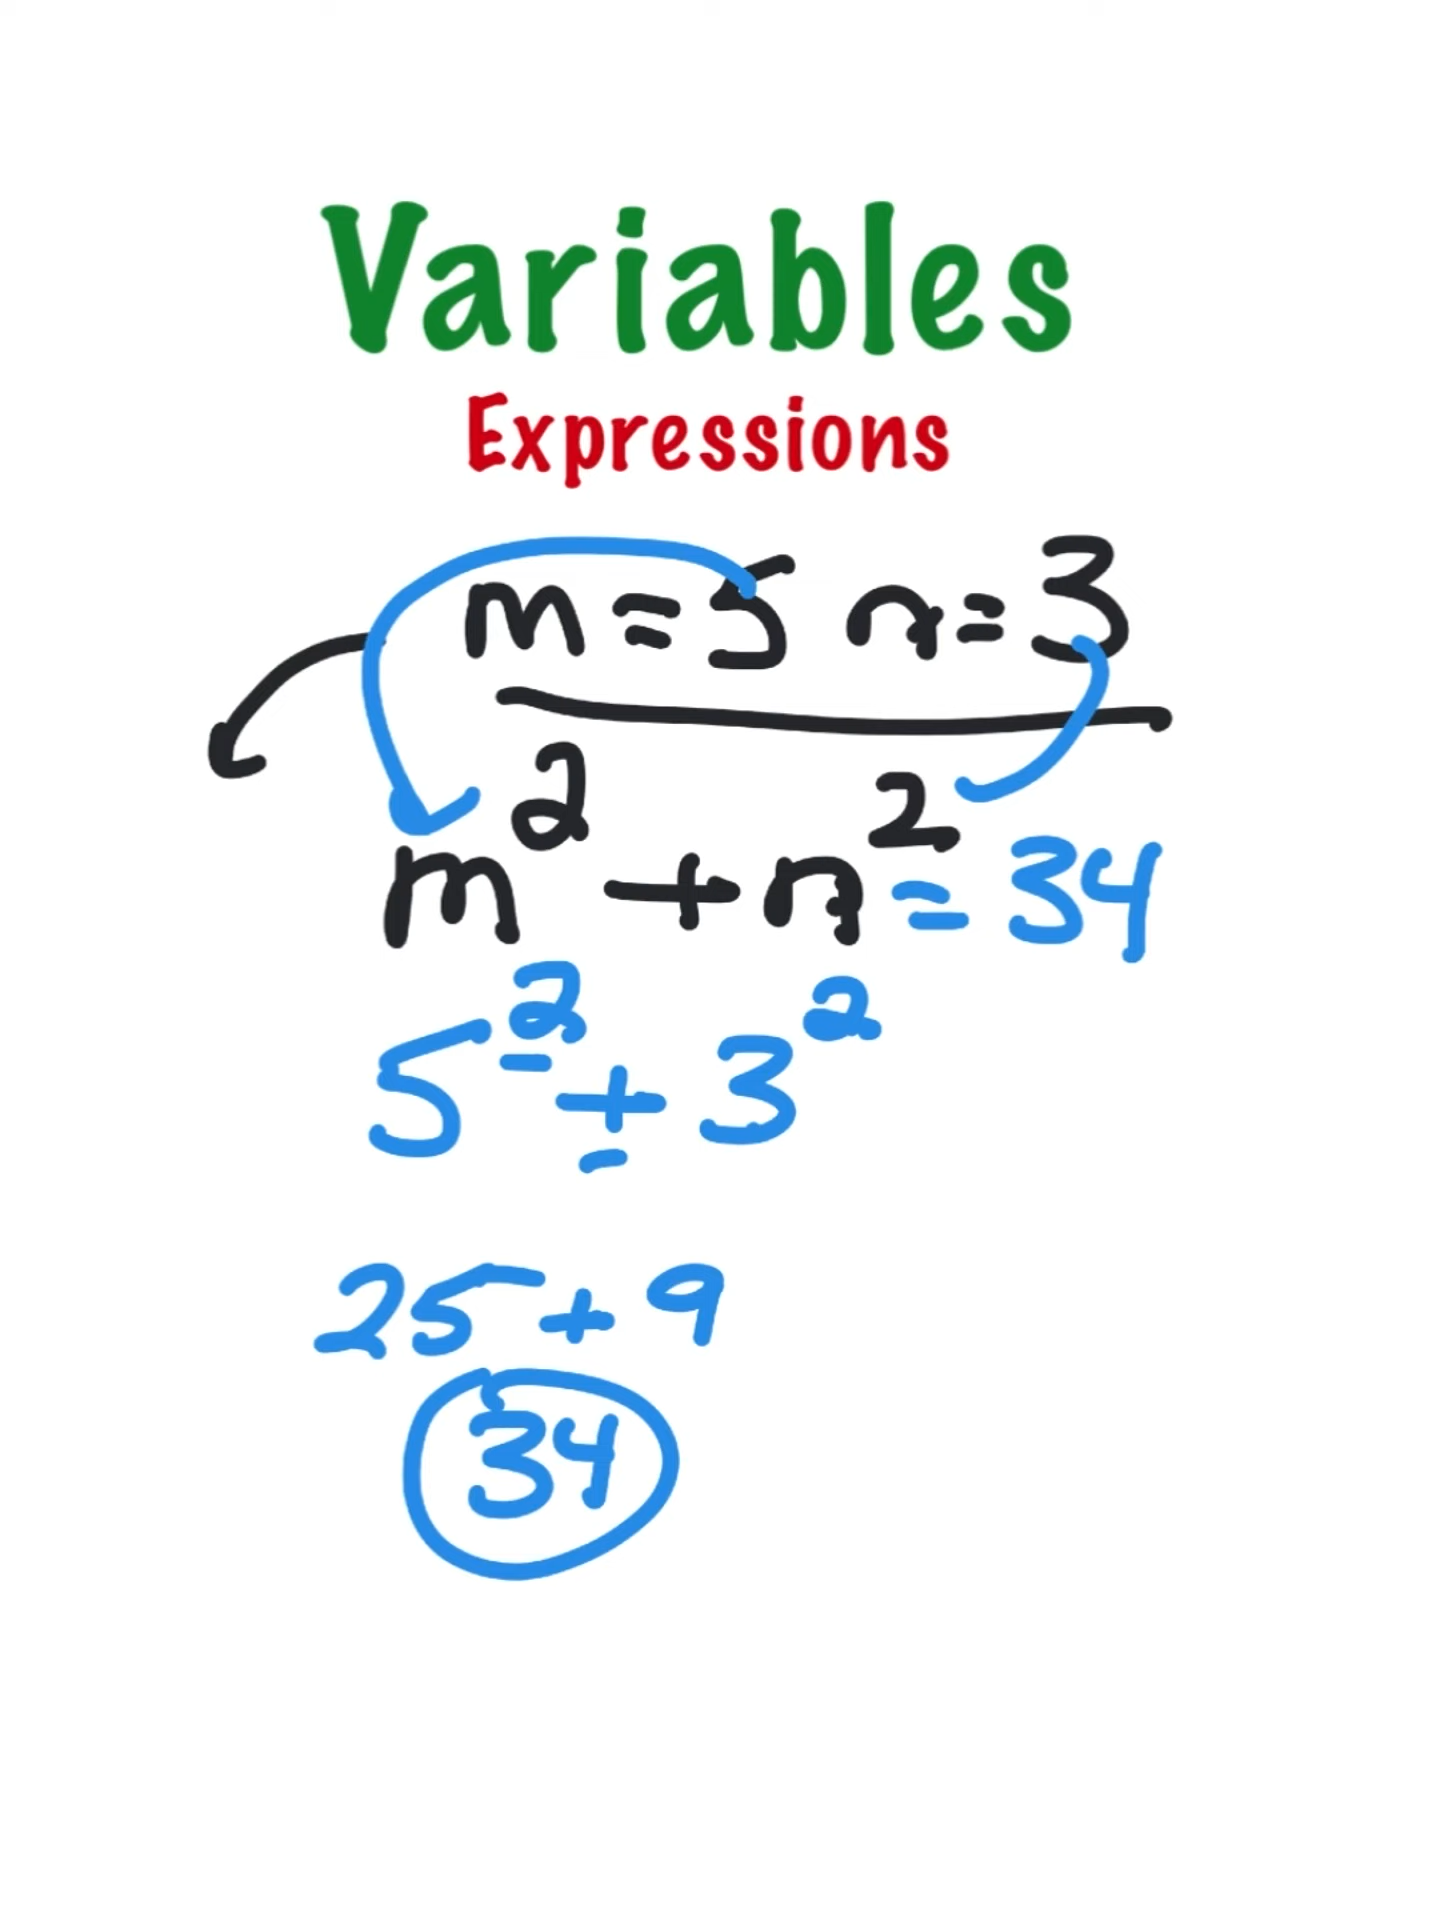 Variables
Expressions
m=5 n=3
m²+n²=34
5²+3²
25+9
34